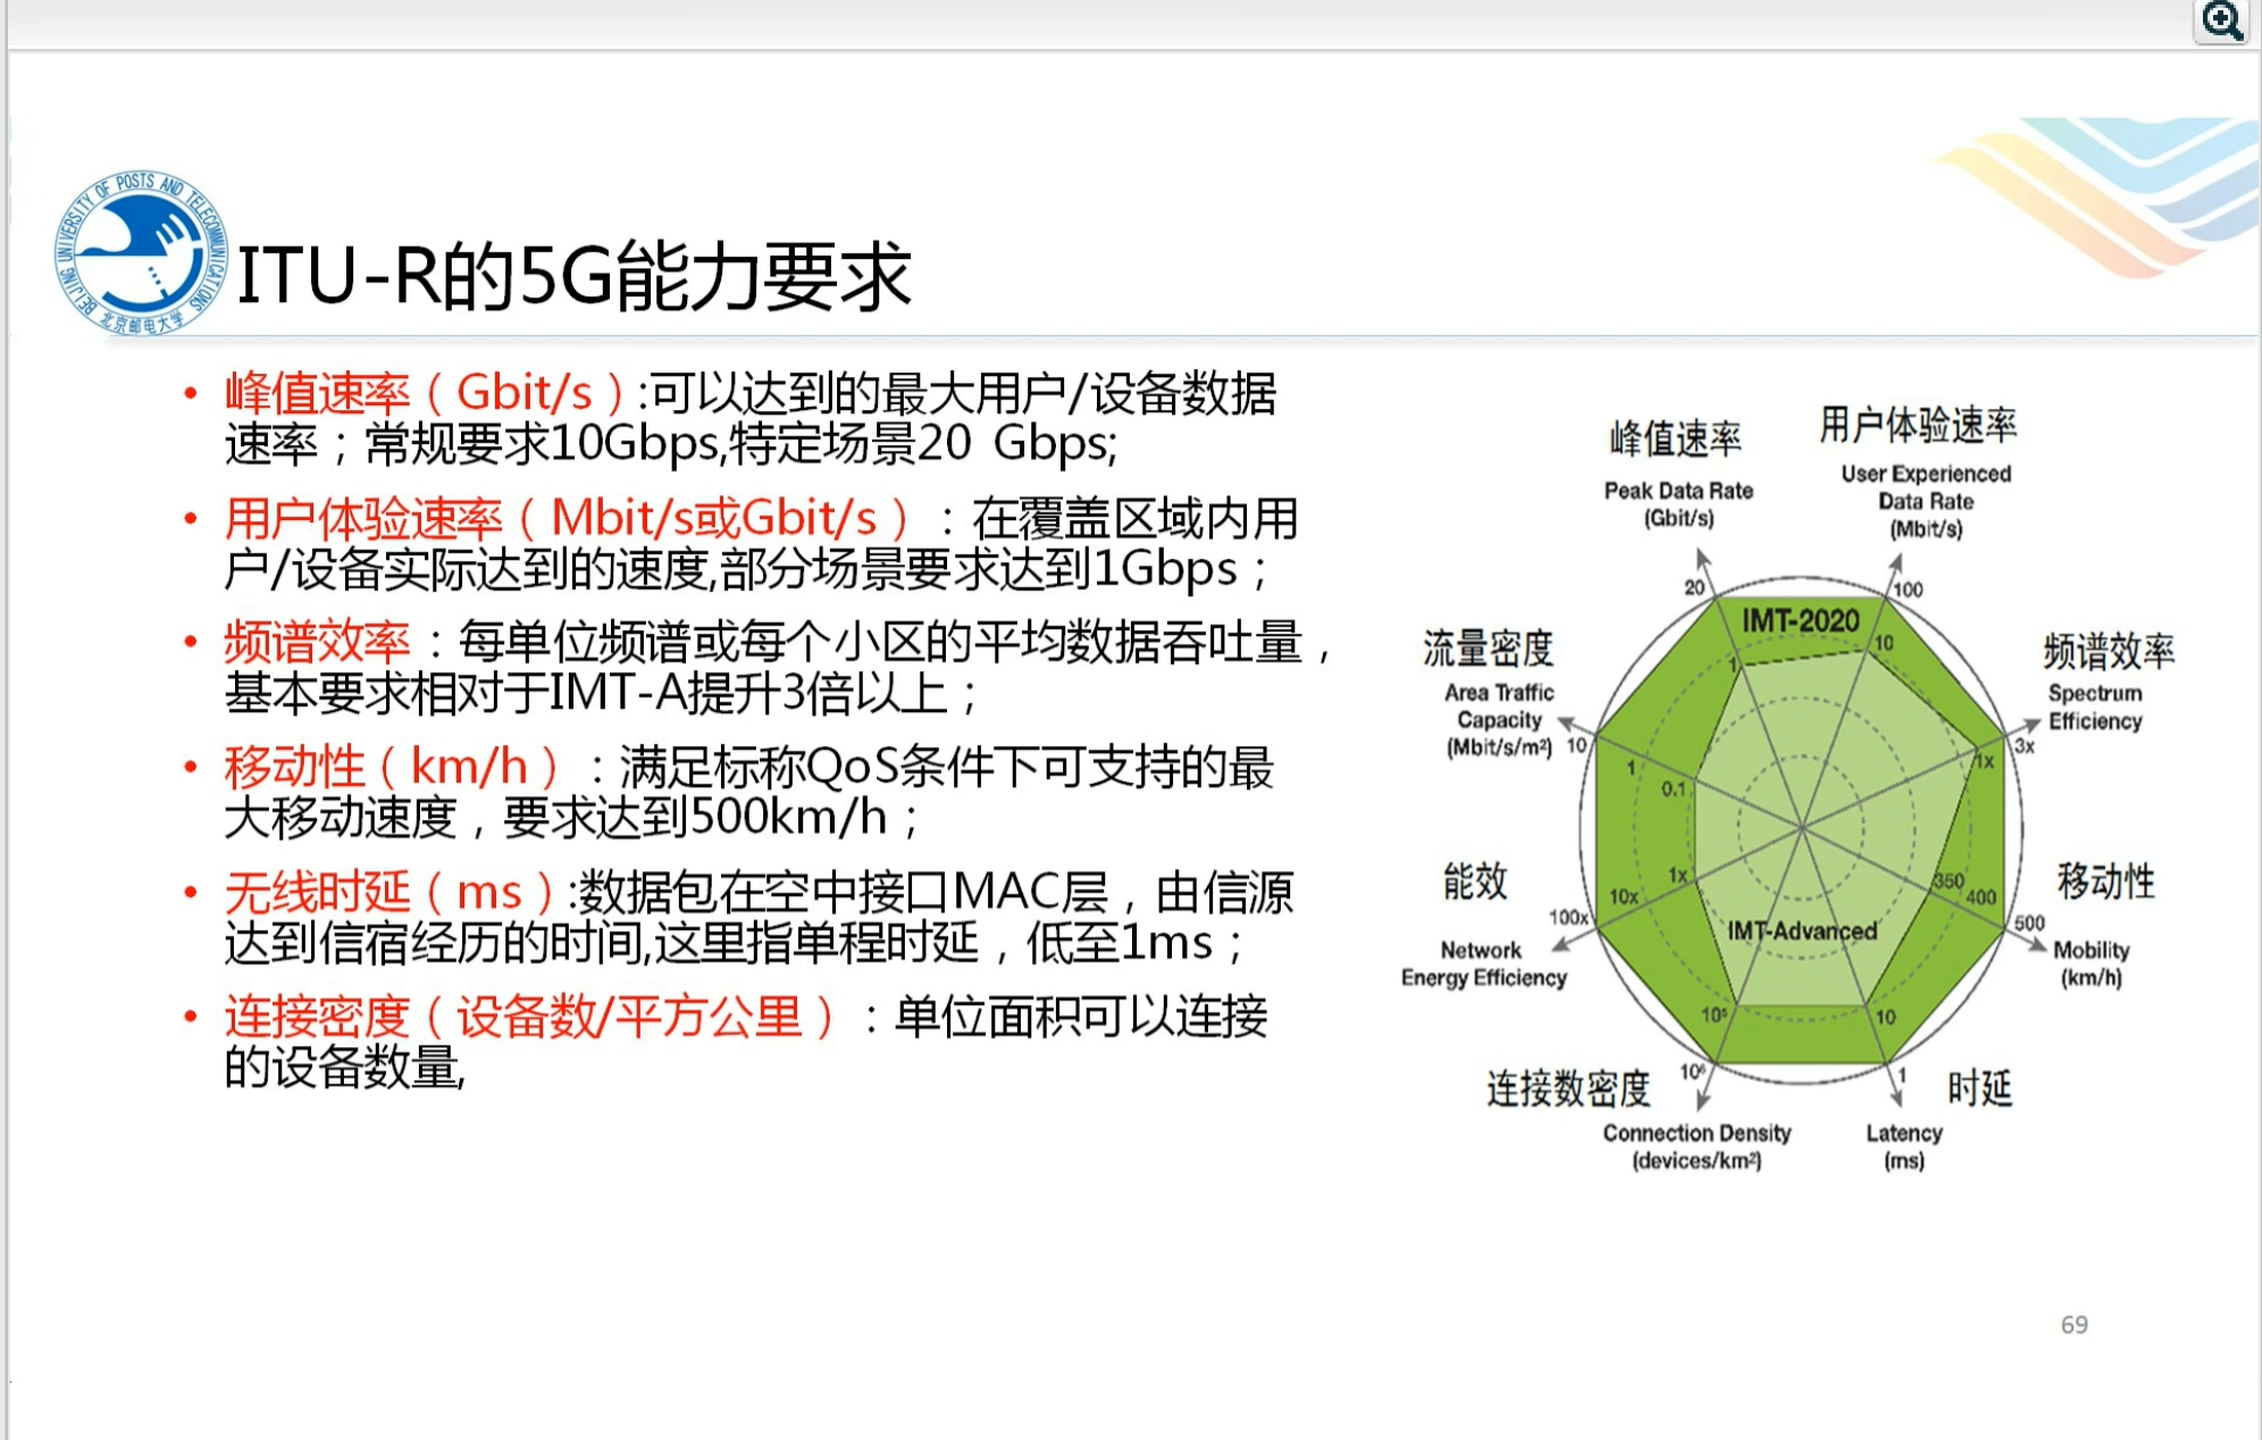 BEIJING UNIVERSITY OF POSTS AND TELECOMMUNICATIONS
北京邮电大学
ITU-R的5G能力要求
• 峰值速率（Gbit/s）:可以达到的最大用户/设备数据
速率；常规要求10Gbps,特定场景20 Gbps;
• 用户体验速率（Mbit/s或Gbit/s）：在覆盖区域内用
户/设备实际达到的速度,部分场景要求达到1Gbps；
• 频谱效率：每单位频谱或每个小区的平均数据吞吐量，
基本要求相对于IMT-A提升3倍以上；
• 移动性（km/h）：满足标称QoS条件下可支持的最
大移动速度，要求达到500km/h；
• 无线时延（ms）:数据包在空中接口MAC层，由信源
达到信宿经历的时间,这里指单程时延，低至1ms；
• 连接密度（设备数/平方公里）：单位面积可以连接
的设备数量,
峰值速率
Peak Data Rate
(Gbit/s)
用户体验速率
User Experienced
Data Rate
(Mbit/s)
20
100
IMT-2020
1
10
流量密度
Area Traffic
Capacity
(Mbit/s/m²)
10
1
0.1
频谱效率
Spectrum
Efficiency
3x
1x
能效
Network
Energy Efficiency
1x
10x
100x
移动性
Mobility
(km/h)
350
400
500
IMT-Advanced
10⁵
10
10⁶
1
连接数密度
Connection Density
(devices/km²)
时延
Latency
(ms)
69